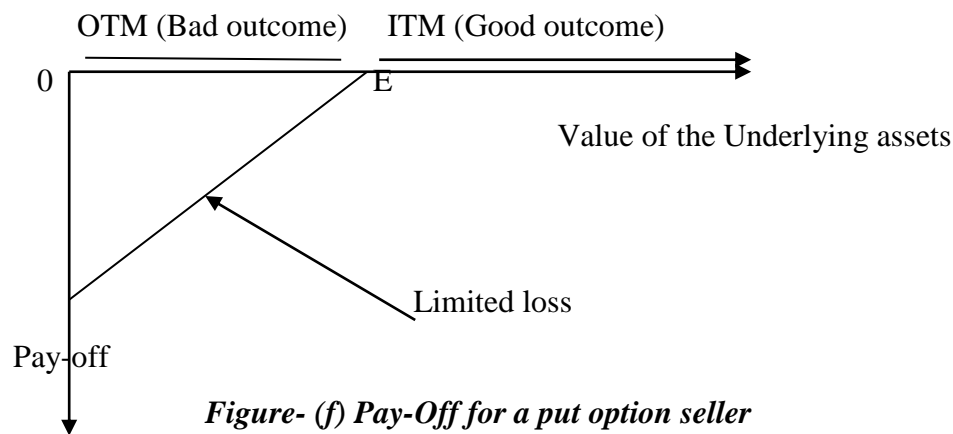 OTM (Bad outcome) ITM (Good outcome)
0 E
Value of the Underlying assets
Limited loss
Pay-off
Figure- (f) Pay-Off for a put option seller